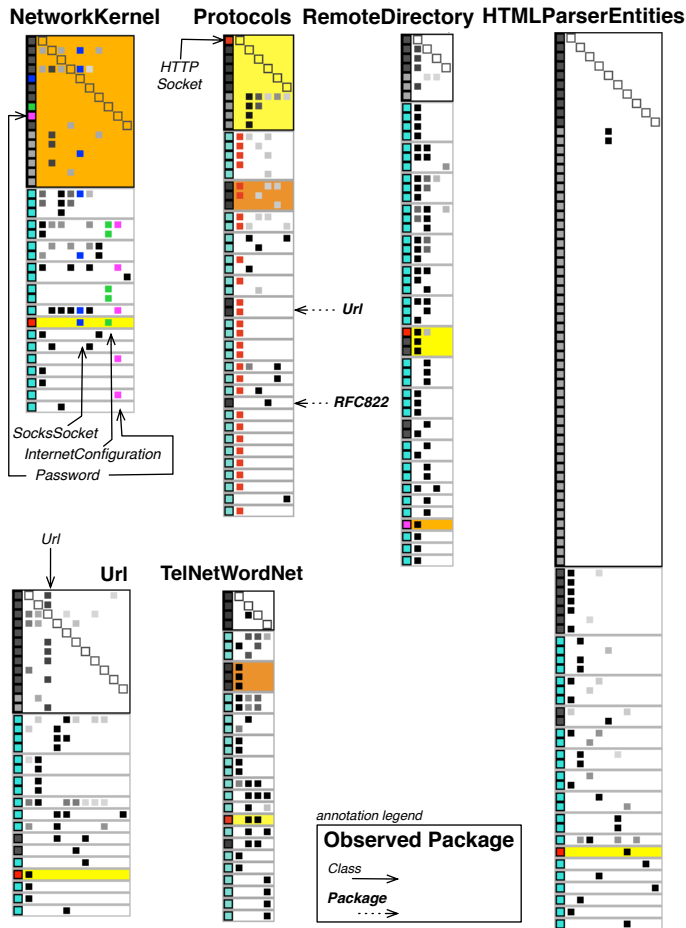 NetworkKernel
Protocols
RemoteDirectory
HTMLParserEntities
HTTP
Socket
Url
RFC822
SocksSocket
InternetConfiguration
Password
Url
Url
TelNetWordNet
annotation legend
Observed Package
Class
Package